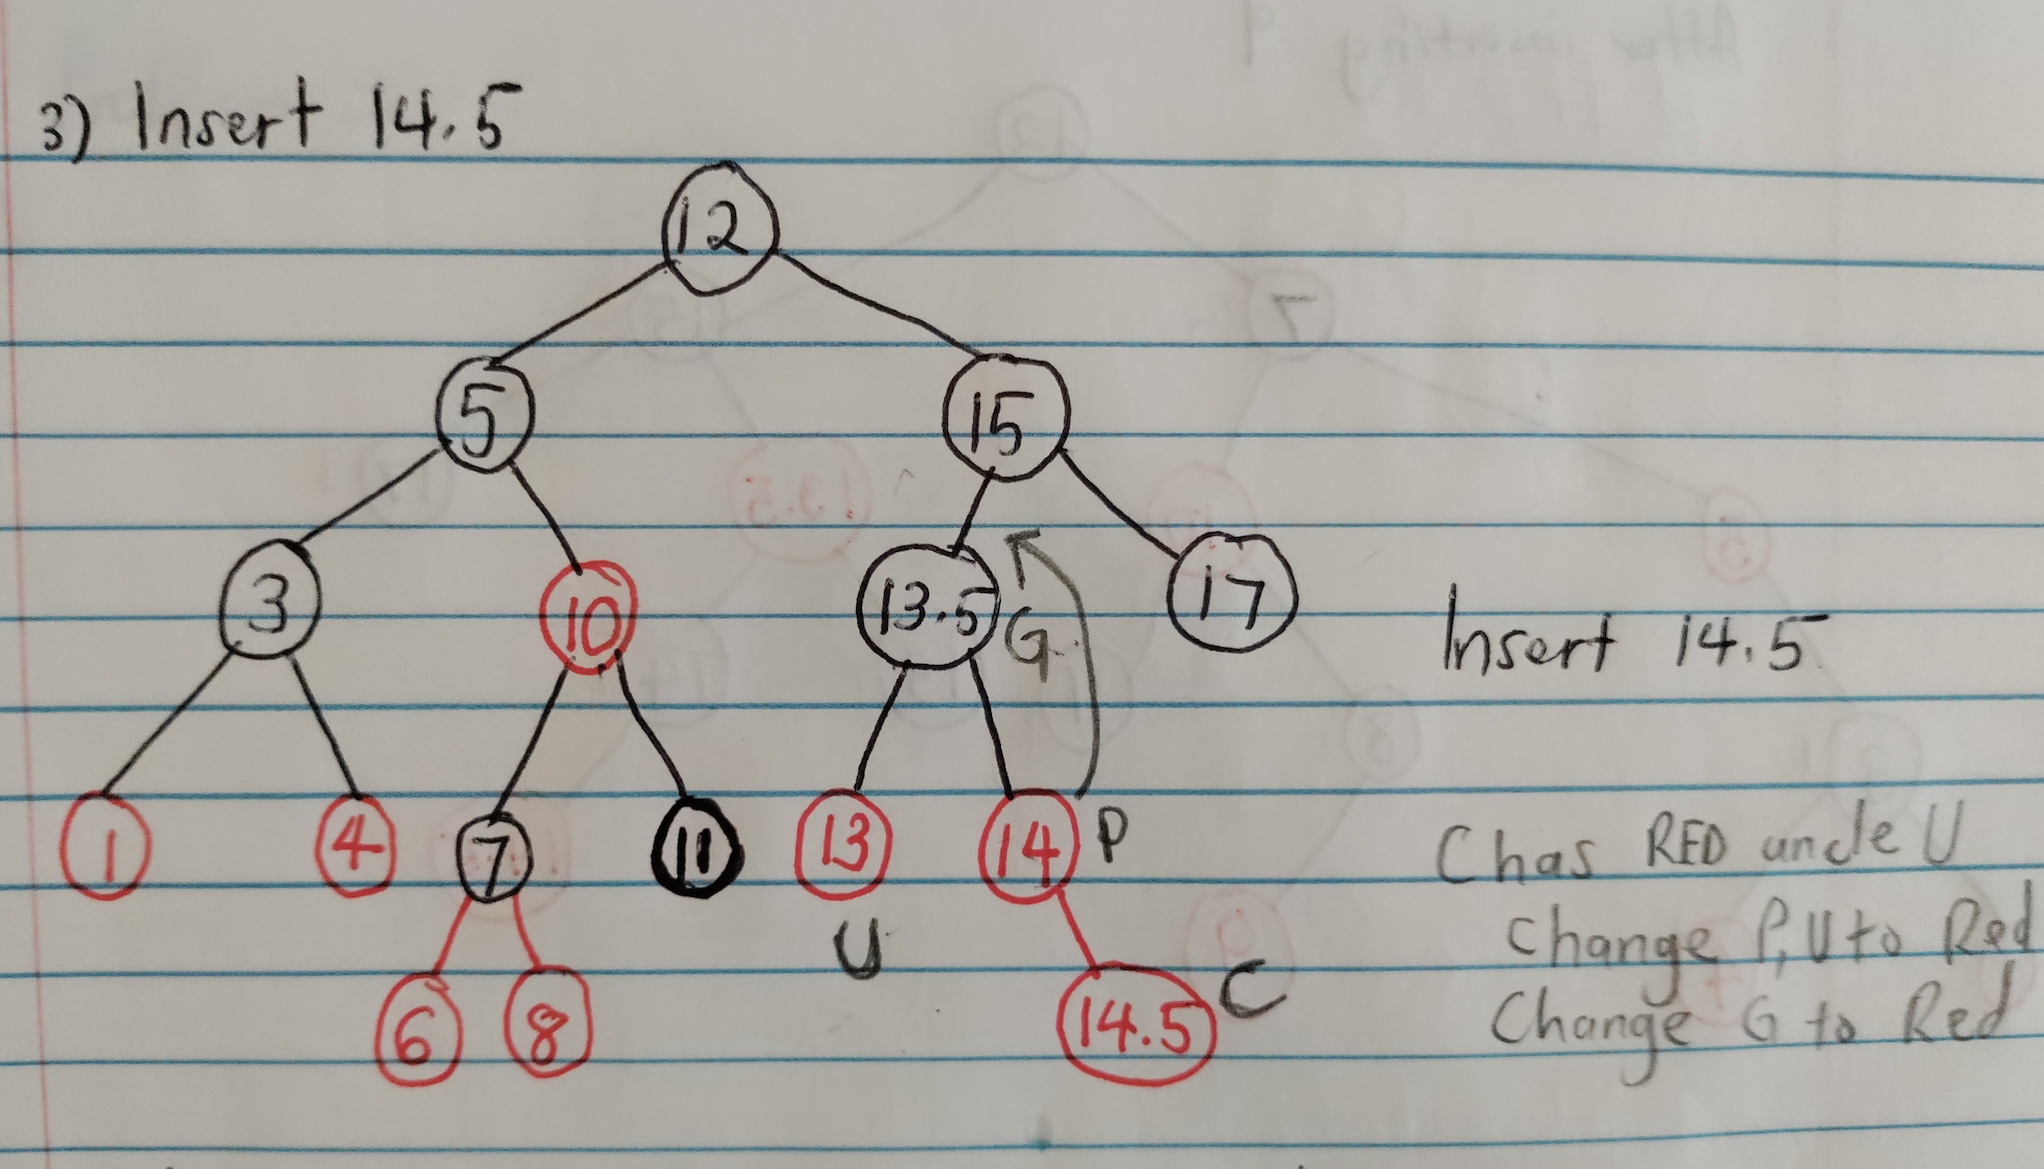 3) Insert 14.5
12
5 15
3 10 13.5 G 17
Insert 14.5
1 4 7 11 13 14 P
U
6 8 14.5 C
C has RED uncle U
Change P, U to Red
Change G to Red